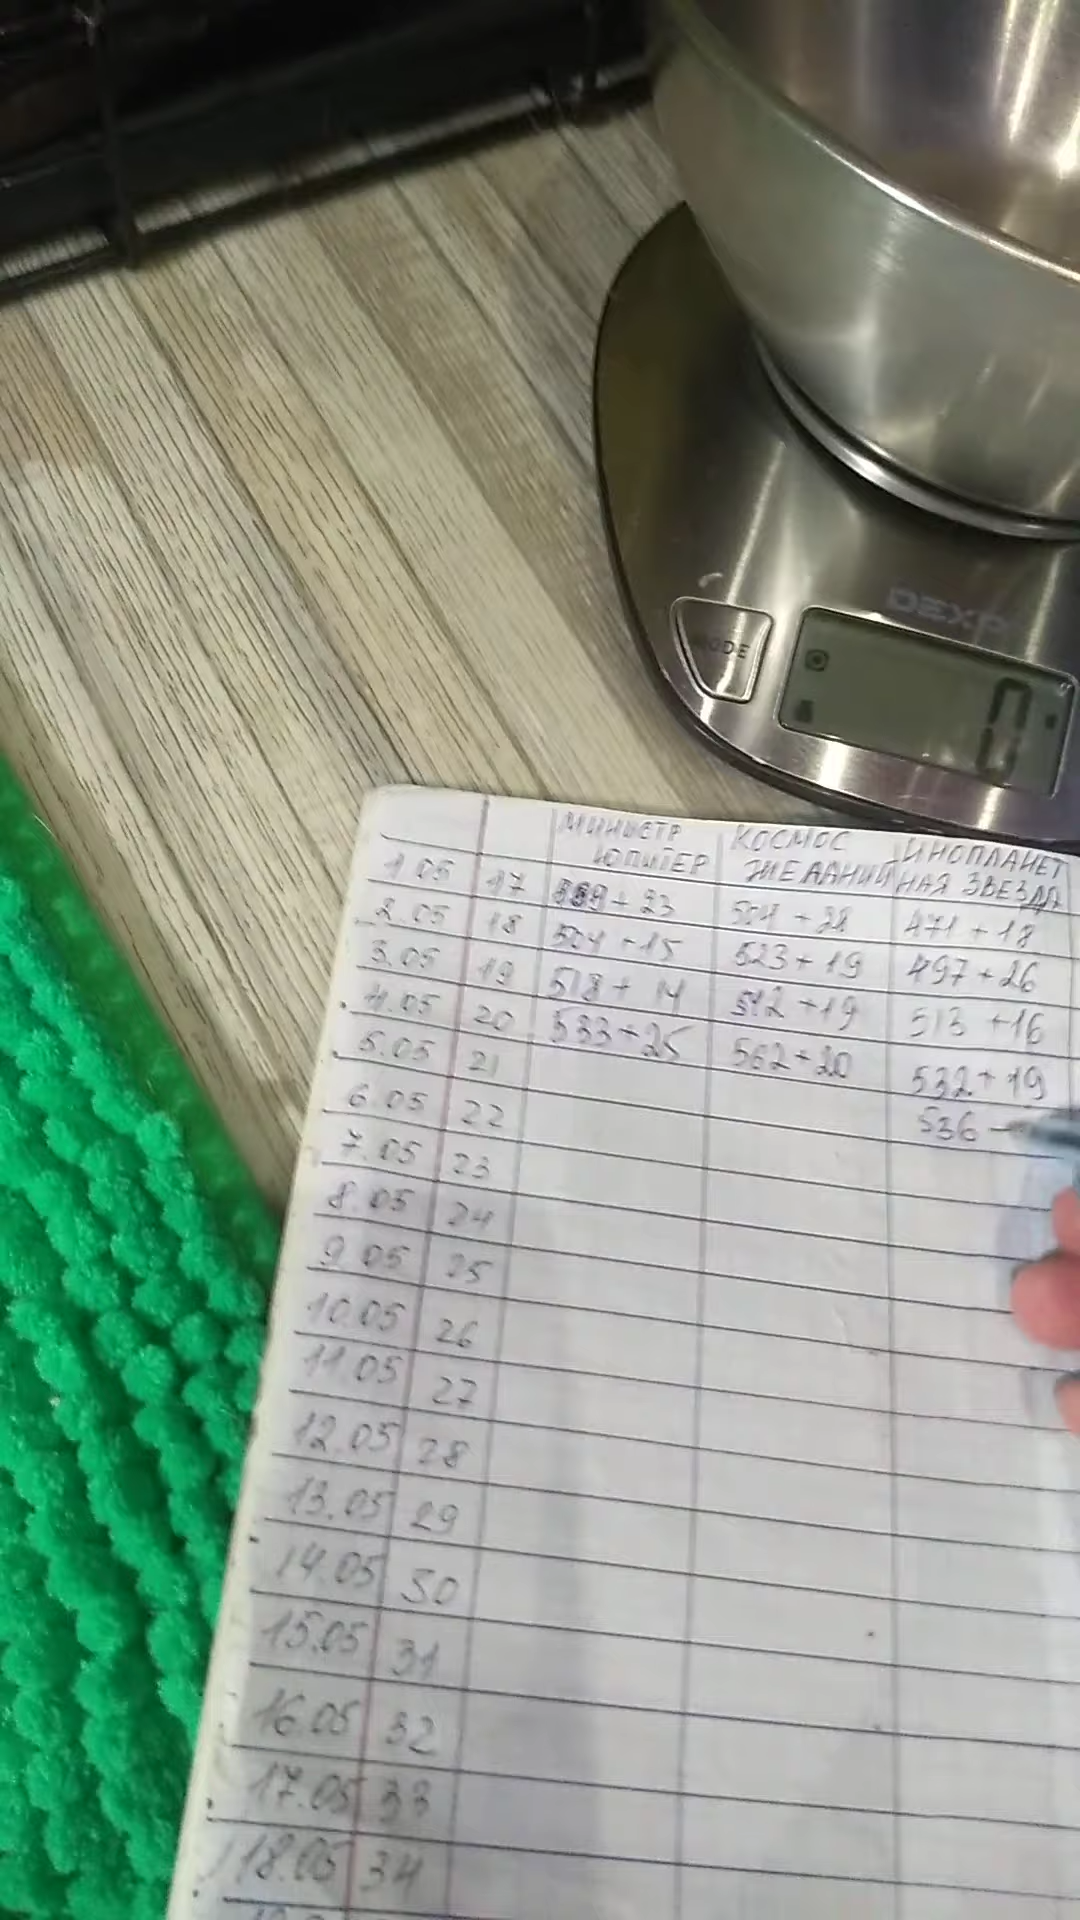 DEXP
MODE
0
МИНИСТР ЮПИТЕР КОСМОС ЖЕЛАНИЙ ИНОПЛАНЕТНАЯ ЗВЕЗДА
1.05 17 489 + 23 504 + 28 471 + 18
2.05 18 504 + 15 523 + 19 497 + 26
3.05 19 518 + 14 542 + 19 513 + 16
4.05 20 533 + 25 562 + 20 532 + 19
5.05 21 536
6.05 22
7.05 23
8.05 24
9.05 25
10.05 26
11.05 27
12.05 28
13.05 29
14.05 30
15.05 31
16.05 32
17.05 33
18.05 34